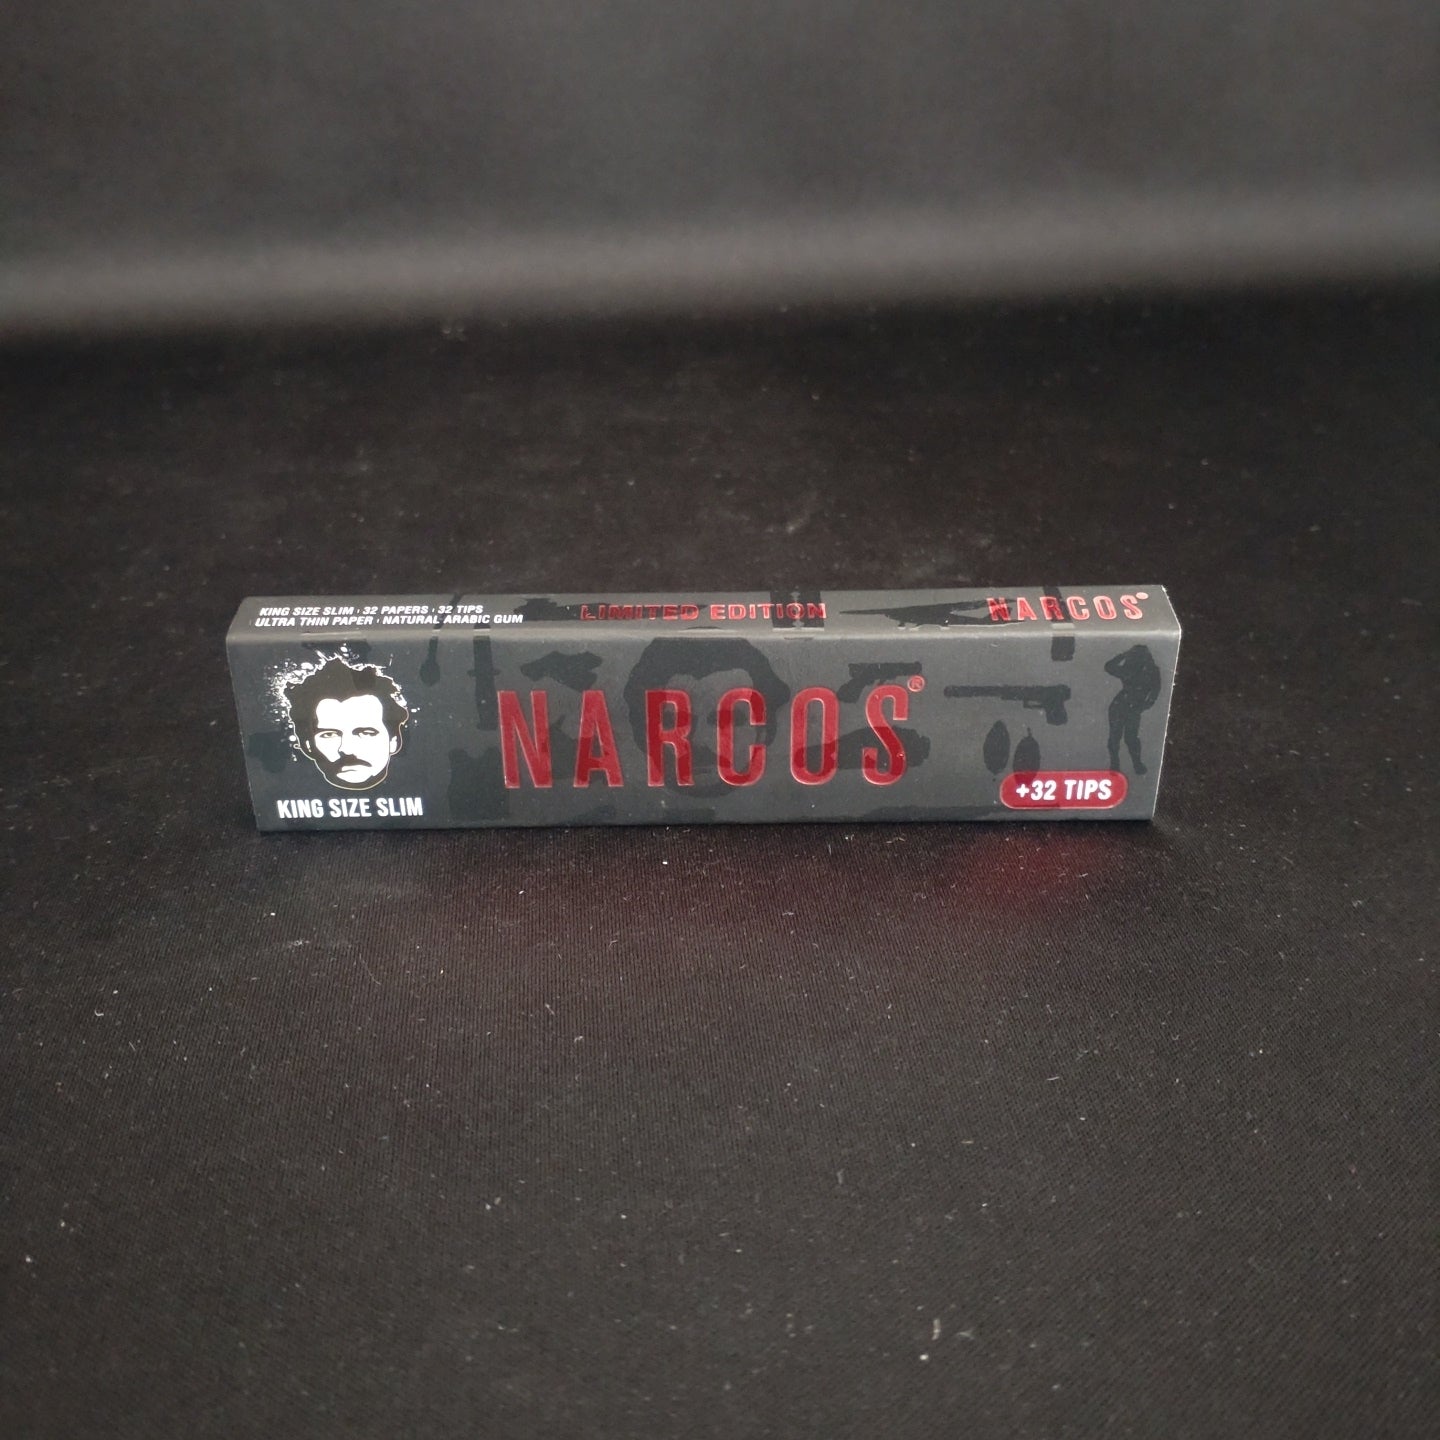 KING SIZE SLIM · 32 PAPERS · 32 TIPS
ULTRA THIN PAPER · NATURAL ARABIC GUM
LIMITED EDITION
NARCOS®
NARCOS®
KING SIZE SLIM
+32 TIPS